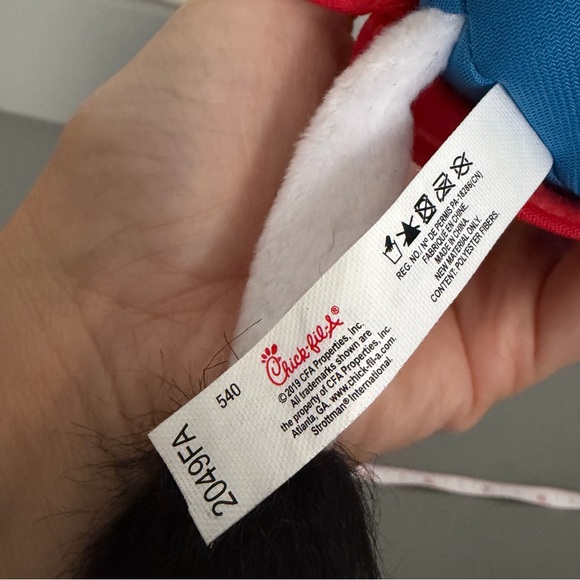 REG. NO / Nº DE PERMIS PA-18286(CN)
FABRIQUÉ EN CHINE.
MADE IN CHINA.
NEW MATERIAL ONLY.
CONTENT: POLYESTER FIBERS.
Chick-fil-A®
©2019 CFA Properties, Inc.
All trademarks shown are
the property of CFA Properties, Inc.
Atlanta, GA. www.chick-fil-a.com.
Strottman® International.
540
2049FA